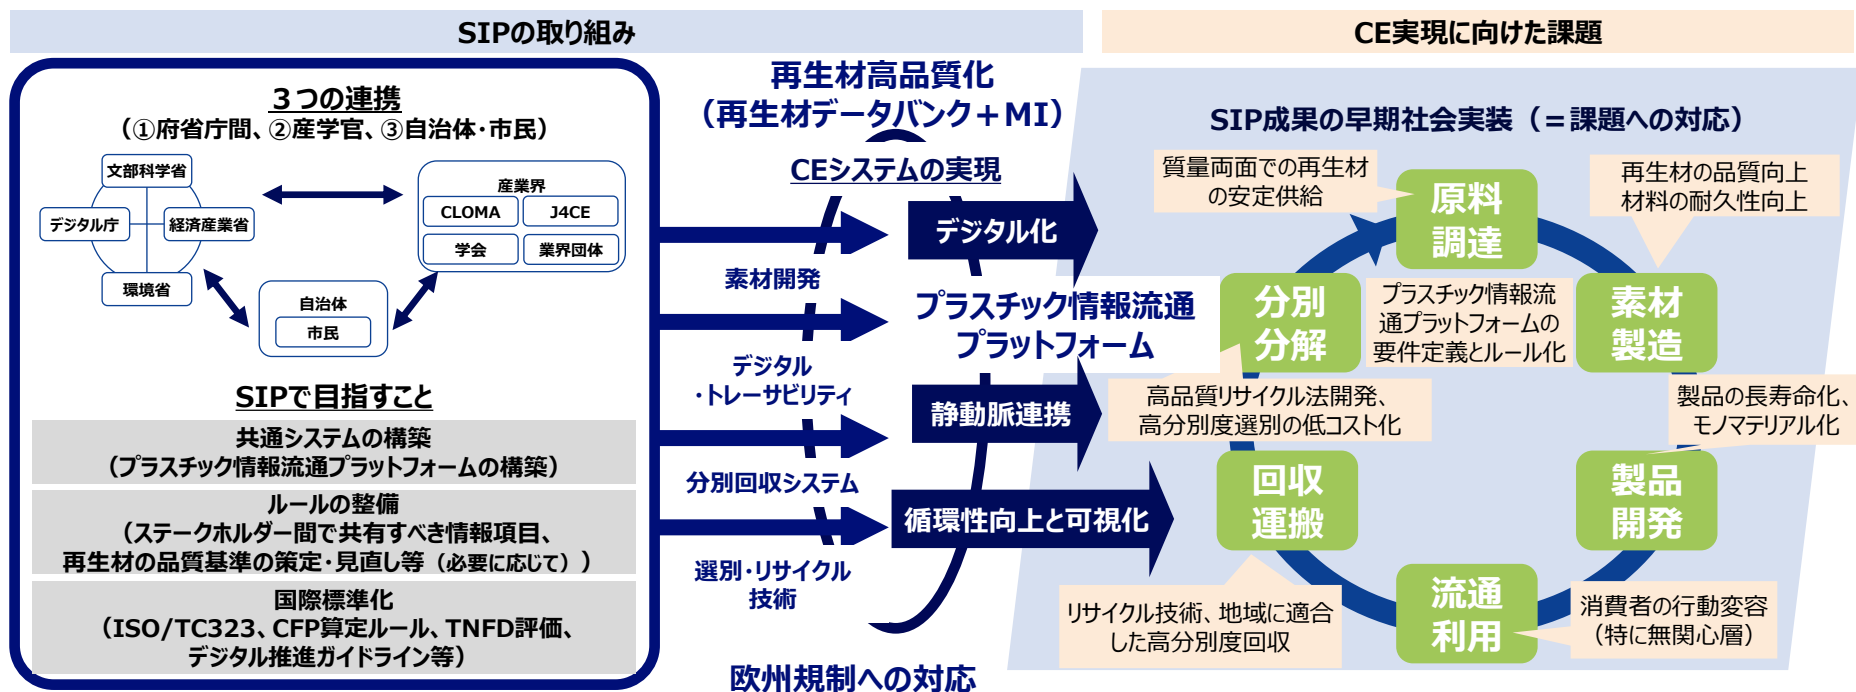 SIPの取り組み
CE実現に向けた課題
3つの連携
（①府省庁間、②産学官、③自治体・市民）
文部科学省
デジタル庁
経済産業省
環境省
産業界
CLOMA
J4CE
学会
業界団体
自治体
市民
SIPで目指すこと
共通システムの構築
（プラスチック情報流通プラットフォームの構築）
ルールの整備
（ステークホルダー間で共有すべき情報項目、
再生材の品質基準の策定・見直し等（必要に応じて））
国際標準化
（ISO/TC323、CFP算定ルール、TNFD評価、
デジタル推進ガイドライン等）
再生材高品質化
（再生材データバンク＋MI）
CEシステムの実現
素材開発
デジタル
・トレーサビリティ
分別回収システム
選別・リサイクル
技術
デジタル化
プラスチック情報流通
プラットフォーム
静動脈連携
循環性向上と可視化
欧州規制への対応
SIP成果の早期社会実装（＝課題への対応）
質量両面での再生材
の安定供給
原料
調達
再生材の品質向上
材料の耐久性向上
分別
分解
プラスチック情報流
通プラットフォームの
要件定義とルール化
素材
製造
高品質リサイクル法開発、
高分別度選別の低コスト化
製品の長寿命化、
モノマテリアル化
回収
運搬
製品
開発
リサイクル技術、地域に適合
した高分別度回収
流通
利用
消費者の行動変容
（特に無関心層）